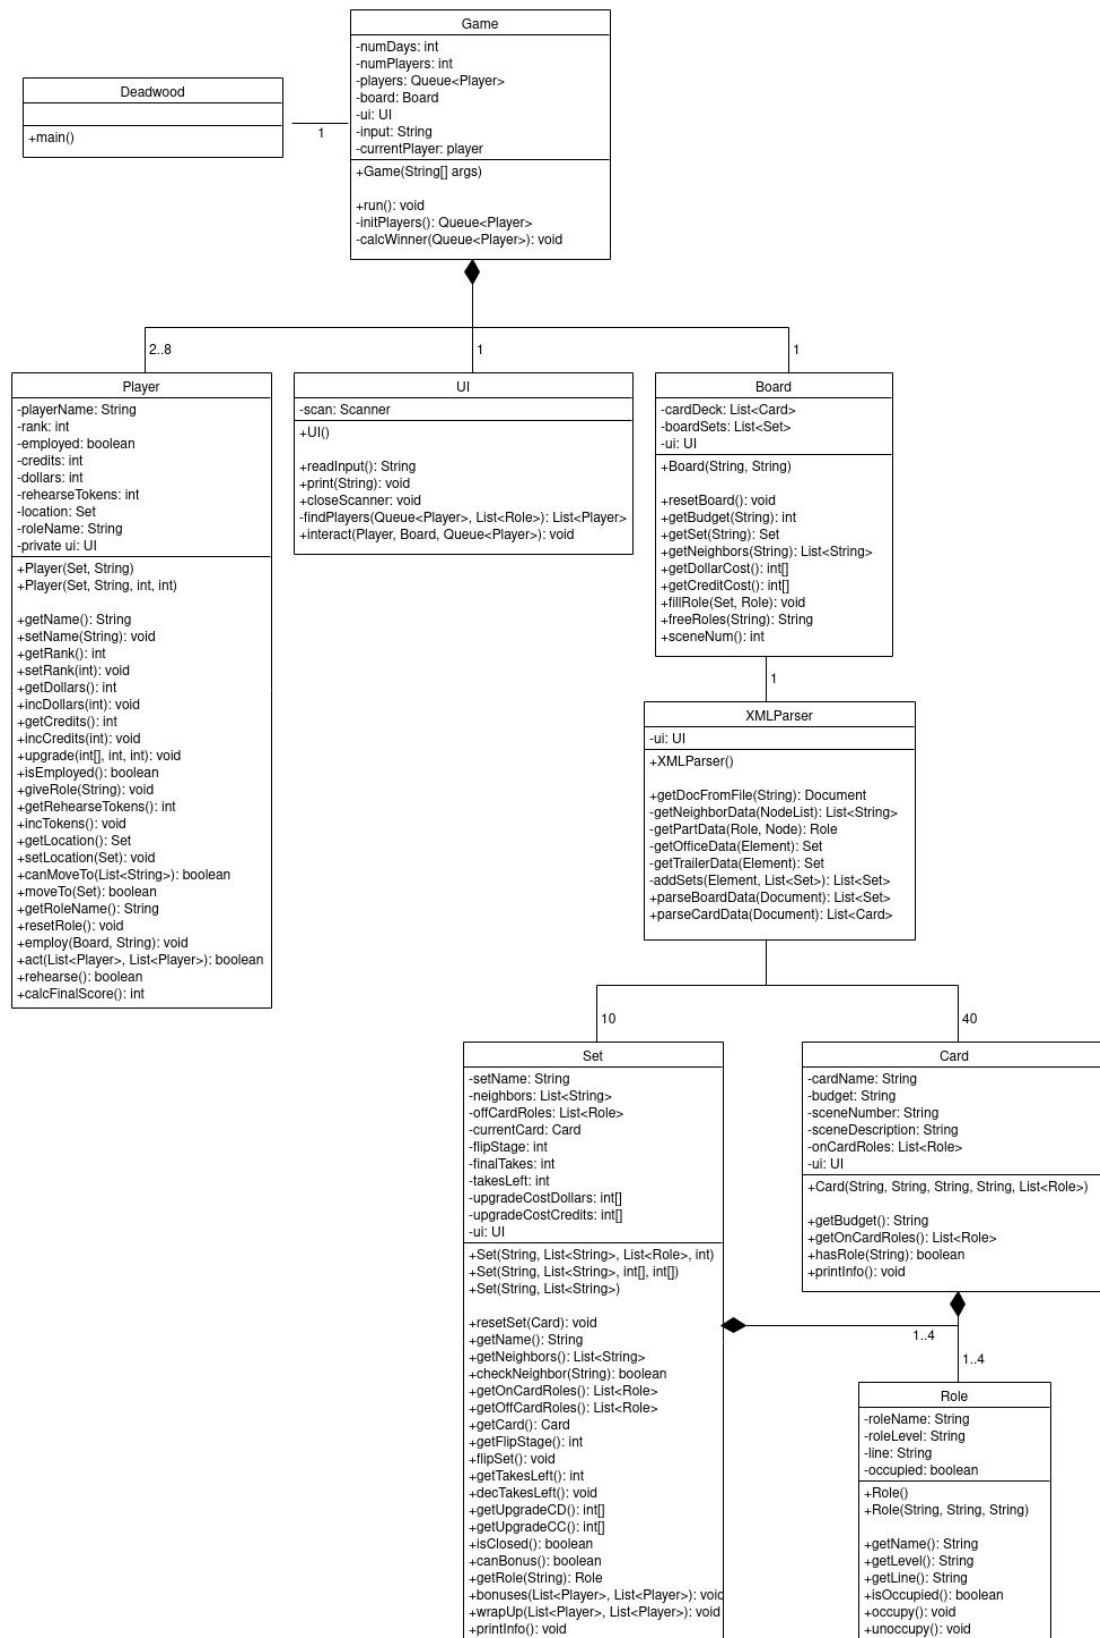 Game
-numDays: int
-numPlayers: int
-players: Queue<Player>
-board: Board
-ui: UI
-input: String
-currentPlayer: player
+Game(String[] args)
+run(): void
-initPlayers(): Queue<Player>
-calcWinner(Queue<Player>): void
Deadwood
+main()
1
2..8
1
1
Player
-playerName: String
-rank: int
-employed: boolean
-credits: int
-dollars: int
-rehearseTokens: int
-location: Set
-roleName: String
-private ui: UI
+Player(Set, String)
+Player(Set, String, int, int)
+getName(): String
+setName(String): void
+getRank(): int
+setRank(int): void
+getDollars(): int
+incDollars(int): void
+getCredits(): int
+incCredits(int): void
+upgrade(int[], int, int): void
+isEmployed(): boolean
+giveRole(String): void
+getRehearseTokens(): int
+incTokens(): void
+getLocation(): Set
+setLocation(Set): void
+canMoveTo(List<String>): boolean
+moveTo(Set): boolean
+getRoleName(): String
+resetRole(): void
+employ(Board, String): void
+act(List<Player>, List<Player>): boolean
+rehearse(): boolean
+calcFinalScore(): int
UI
-scan: Scanner
+UI()
+readInput(): String
+print(String): void
+closeScanner: void
-findPlayers(Queue<Player>, List<Role>): List<Player>
+interact(Player, Board, Queue<Player>): void
Board
-cardDeck: List<Card>
-boardSets: List<Set>
-ui: UI
+Board(String, String)
+resetBoard(): void
+getBudget(String): int
+getSet(String): Set
+getNeighbors(String): List<String>
+getDollarCost(): int[]
+getCreditCost(): int[]
+fillRole(Set, Role): void
+freeRoles(String): String
+sceneNum(): int
1
XMLParser
-ui: UI
+XMLParser()
+getDocFromFile(String): Document
-getNeighborData(NodeList): List<String>
-getPartData(Role, Node): Role
-getOfficeData(Element): Set
-getTrailerData(Element): Set
-addSets(Element, List<Set>): List<Set>
+parseBoardData(Document): List<Set>
+parseCardData(Document): List<Card>
10
40
Set
-setName: String
-neighbors: List<String>
-offCardRoles: List<Role>
-currentCard: Card
-flipStage: int
-finalTakes: int
-takesLeft: int
-upgradeCostDollars: int[]
-upgradeCostCredits: int[]
-ui: UI
+Set(String, List<String>, List<Role>, int)
+Set(String, List<String>, int[], int[])
+Set(String, List<String>)
+resetSet(Card): void
+getName(): String
+getNeighbors(): List<String>
+checkNeighbor(String): boolean
+getOnCardRoles(): List<Role>
+getOffCardRoles(): List<Role>
+getCard(): Card
+getFlipStage(): int
+flipSet(): void
+getTakesLeft(): int
+decTakesLeft(): void
+getUpgradeCD(): int[]
+getUpgradeCC(): int[]
+isClosed(): boolean
+canBonus(): boolean
+getRole(String): Role
+bonuses(List<Player>, List<Player>): void
+wrapUp(List<Player>, List<Player>): void
+printInfo(): void
Card
-cardName: String
-budget: String
-sceneNumber: String
-sceneDescription: String
-onCardRoles: List<Role>
-ui: UI
+Card(String, String, String, String, List<Role>)
+getBudget(): String
+getOnCardRoles(): List<Role>
+hasRole(String): boolean
+printInfo(): void
1..4
1..4
Role
-roleName: String
-roleLevel: String
-line: String
-occupied: boolean
+Role()
+Role(String, String, String)
+getName(): String
+getLevel(): String
+getLine(): String
+isOccupied(): boolean
+occupy(): void
+unoccupy(): void